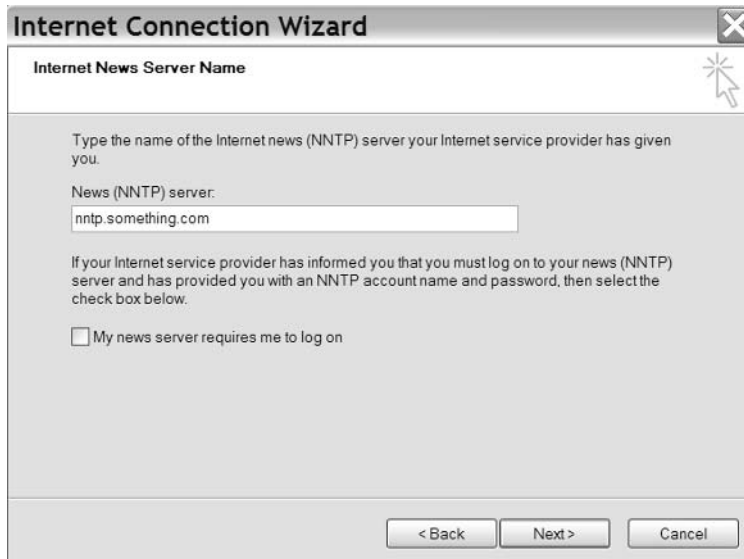 Internet Connection Wizard
Internet News Server Name
Type the name of the Internet news (NNTP) server your Internet service provider has given
you.
News (NNTP) server:
nntp.something.com
If your Internet service provider has informed you that you must log on to your news (NNTP)
server and has provided you with an NNTP account name and password, then select the
check box below.
My news server requires me to log on
< Back Next > Cancel